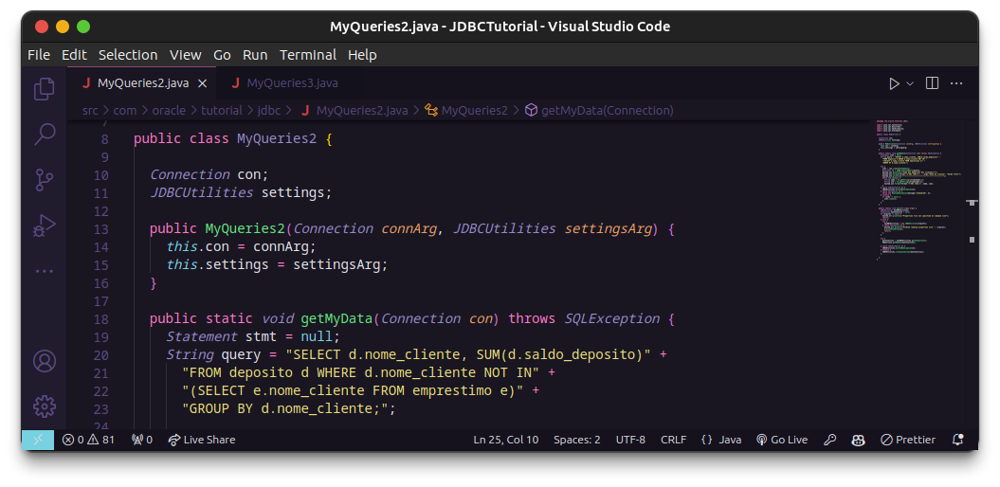 MyQueries2.java - JDBCTutorial - Visual Studio Code
File Edit Selection View Go Run Terminal Help
J MyQueries2.java × J MyQueries3.java
src > com > oracle > tutorial > jdbc > J MyQueries2.java > MyQueries2 > getMyData(Connection)
7
8 public class MyQueries2 {
9
10 Connection con;
11 JDBCUtilities settings;
12
13 public MyQueries2(Connection connArg, JDBCUtilities settingsArg) {
14 this.con = connArg;
15 this.settings = settingsArg;
16 }
17
18 public static void getMyData(Connection con) throws SQLException {
19 Statement stmt = null;
20 String query = "SELECT d.nome_cliente, SUM(d.saldo_deposito)" +
21 "FROM deposito d WHERE d.nome_cliente NOT IN" +
22 "(SELECT e.nome_cliente FROM emprestimo e)" +
23 "GROUP BY d.nome_cliente;";
24
0 81 0 Live Share Ln 25, Col 10 Spaces: 2 UTF-8 CRLF {} Java Go Live Prettier